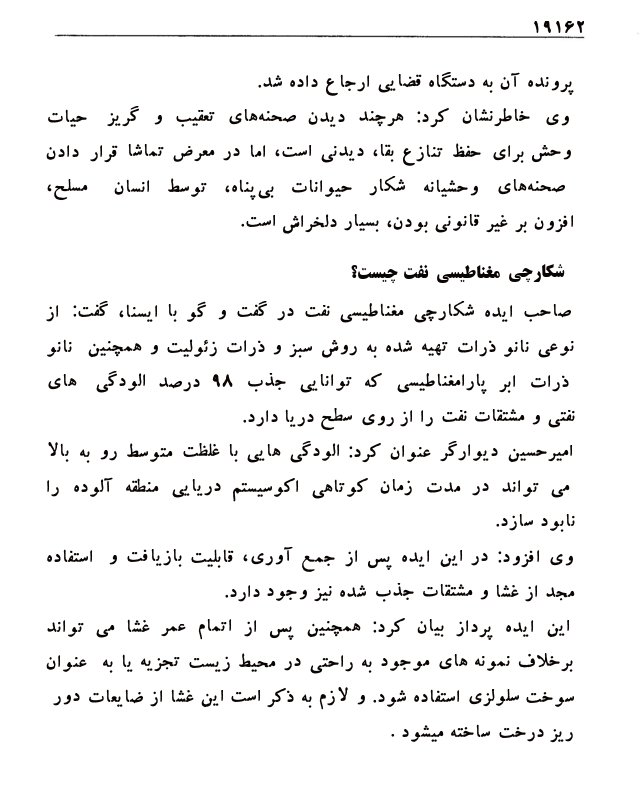 ۱۹۱۶۲
پرونده آن به دستگاه قضایی ارجاع داده شد.
وی خاطرنشان کرد: هرچند دیدن صحنه‌های تعقیب و گریز حیات
وحش برای حفظ تنازع بقا، دیدنی است، اما در معرض تماشا قرار دادن
صحنه‌های وحشیانه شکار حیوانات بی‌پناه، توسط انسان مسلح،
افزون بر غیر قانونی بودن، بسیار دلخراش است.
شکارچی مغناطیسی نفت چیست؟
صاحب ایده شکارچی مغناطیسی نفت در گفت و گو با ایسنا، گفت: از
نوعی نانو ذرات تهیه شده به روش سبز و ذرات زئولیت و همچنین نانو
ذرات ابر پارامغناطیسی که توانایی جذب ۹۸ درصد الودگی های
نفتی و مشتقات نفت را از روی سطح دریا دارد.
امیرحسین دیوارگر عنوان کرد: الودگی هایی با غلظت متوسط رو به بالا
می تواند در مدت زمان کوتاهی اکوسیستم دریایی منطقه آلوده را
نابود سازد.
وی افزود: در این ایده پس از جمع آوری، قابلیت بازیافت و استفاده
مجد از غشا و مشتقات جذب شده نیز وجود دارد.
این ایده پرداز بیان کرد: همچنین پس از اتمام عمر غشا می تواند
برخلاف نمونه های موجود به راحتی در محیط زیست تجزیه یا به عنوان
سوخت سلولزی استفاده شود. و لازم به ذکر است این غشا از ضایعات دور
ریز درخت ساخته میشود .